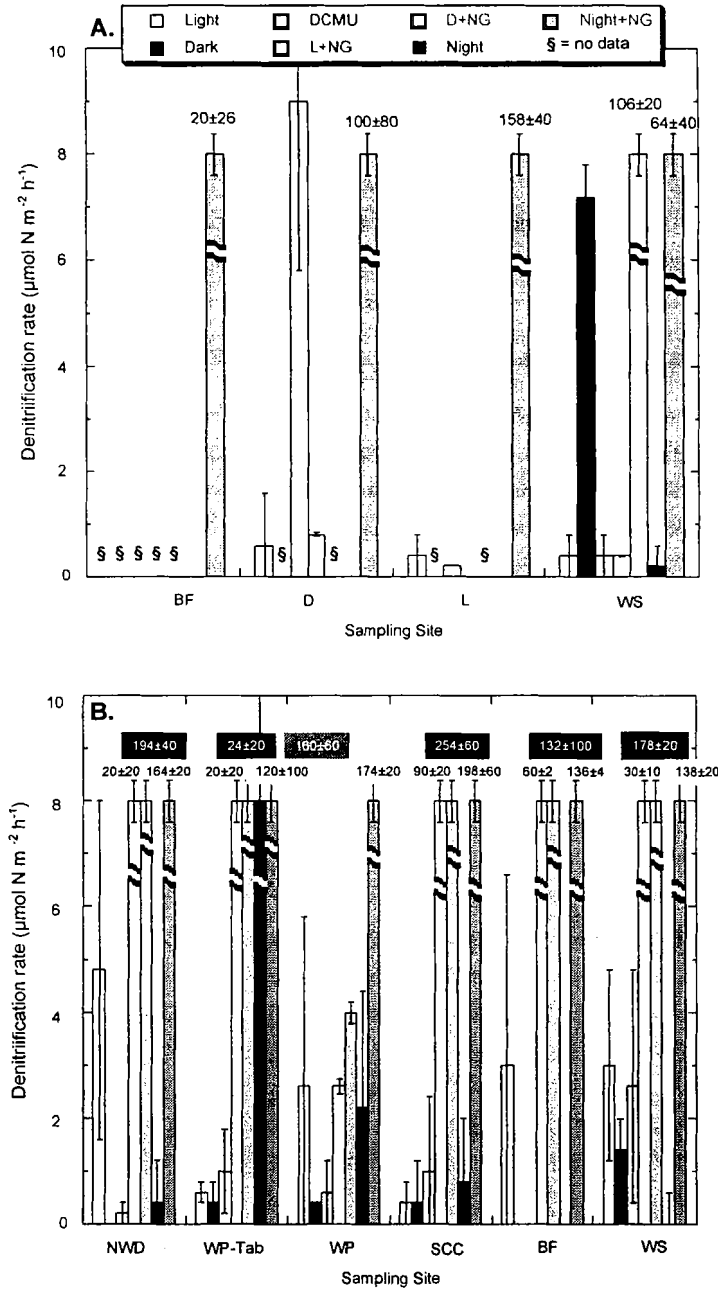 A.
Light DCMU D+NG Night+NG
Dark L+NG Night § = no data
Denitriification rate (µmol N m⁻² h⁻¹)
10
8
6
4
2
0
20±26 100±80 158±40 106±20 64±40
§ § § § § § § § §
BF D L WS
Sampling Site
B.
Denitriification rate (µmol N m⁻² h⁻¹)
10
8
6
4
2
0
194±40 24±20 160±60 254±60 132±100 178±20
20±20 164±20 20±20 120±100 174±20 90±20 198±60 60±2 136±4 30±10 138±20
NWD WP-Tab WP SCC BF WS
Sampling Site